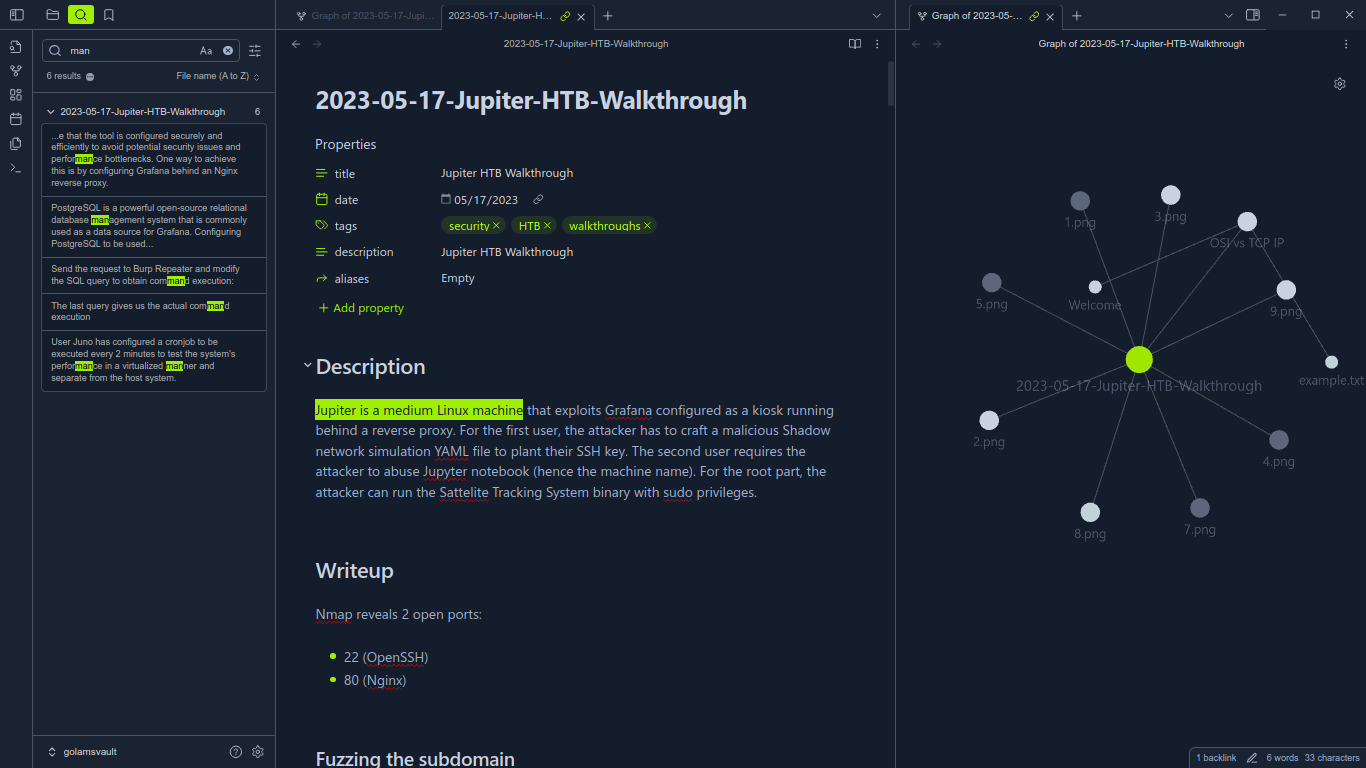 Graph of 2023-05-17-Jupi...
2023-05-17-Jupiter-H...
Graph of 2023-05-...
man
Aa
6 results
File name (A to Z)
2023-05-17-Jupiter-HTB-Walkthrough
6
...e that the tool is configured securely and
efficiently to avoid potential security issues and
performance bottlenecks. One way to achieve
this is by configuring Grafana behind an Nginx
reverse proxy.
PostgreSQL is a powerful open-source relational
database management system that is commonly
used as a data source for Grafana. Configuring
PostgreSQL to be used...
Send the request to Burp Repeater and modify
the SQL query to obtain command execution:
The last query gives us the actual command
execution
User Juno has configured a cronjob to be
executed every 2 minutes to test the system's
performance in a virtualized manner and
separate from the host system.
golamsvault
2023-05-17-Jupiter-HTB-Walkthrough
2023-05-17-Jupiter-HTB-Walkthrough
Properties
title
Jupiter HTB Walkthrough
date
05/17/2023
tags
security
HTB
walkthroughs
description
Jupiter HTB Walkthrough
aliases
Empty
Add property
Description
Jupiter is a medium Linux machine that exploits Grafana configured as a kiosk running
behind a reverse proxy. For the first user, the attacker has to craft a malicious Shadow
network simulation YAML file to plant their SSH key. The second user requires the
attacker to abuse Jupyter notebook (hence the machine name). For the root part, the
attacker can run the Sattelite Tracking System binary with sudo privileges.
Writeup
Nmap reveals 2 open ports:
22 (OpenSSH)
80 (Nginx)
Fuzzing the subdomain
Graph of 2023-05-17-Jupiter-HTB-Walkthrough
1.png
3.png
OSI vs TCP IP
5.png
Welcome
9.png
example.txt
2023-05-17-Jupiter-HTB-Walkthrough
2.png
4.png
8.png
7.png
1 backlink
6 words
33 characters